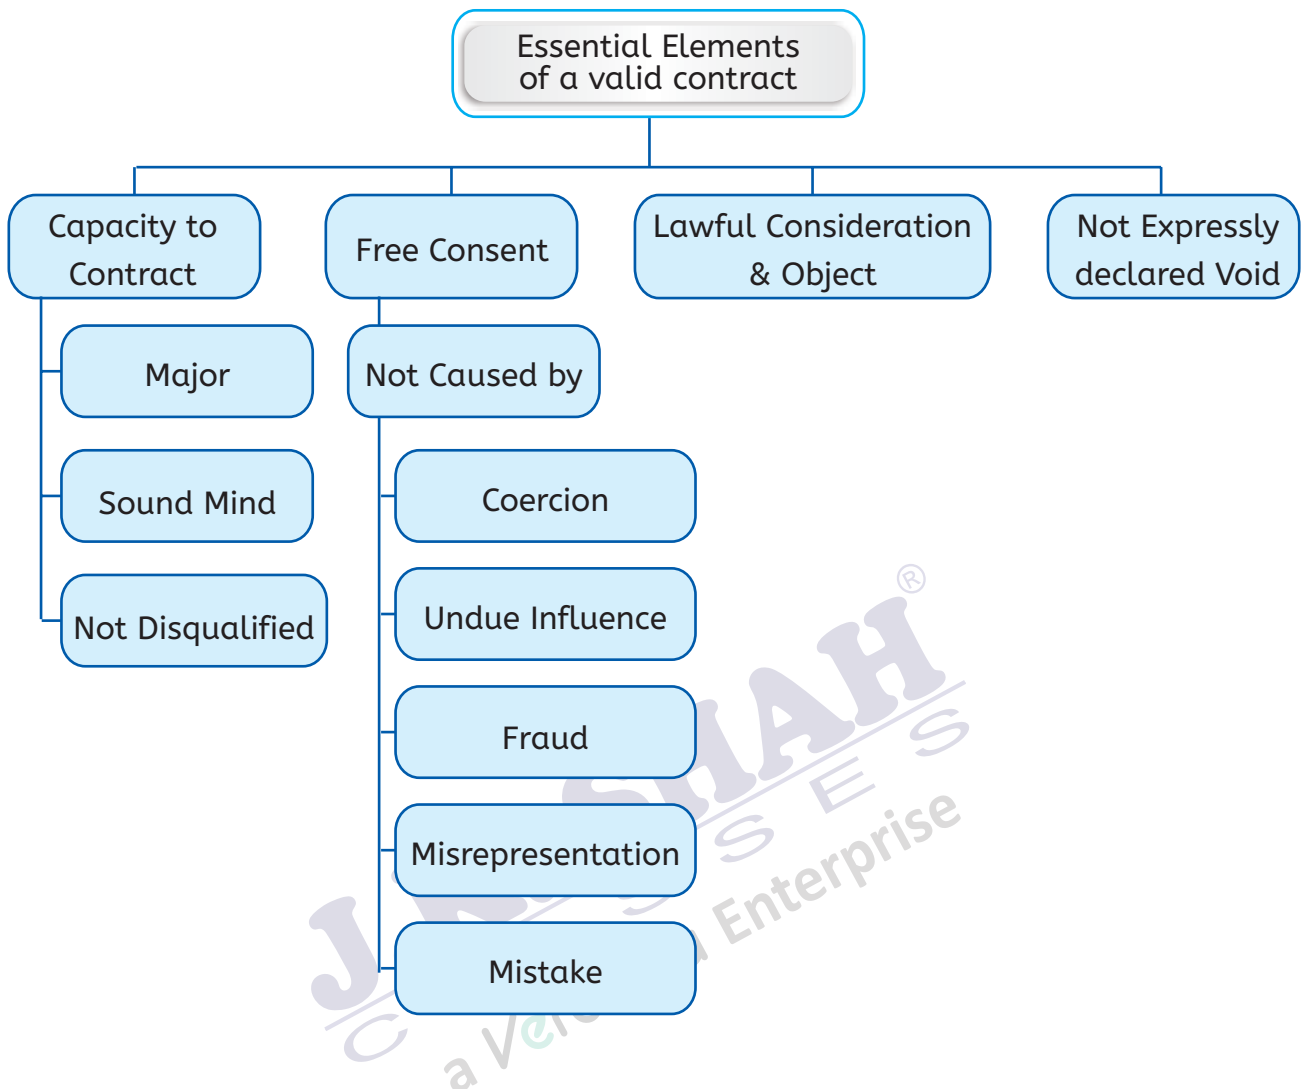 Essential Elements
of a valid contract
Capacity to
Contract
Free Consent
Lawful Consideration
& Object
Not Expressly
declared Void
Major
Not Caused by
Sound Mind
Coercion
Not Disqualified
Undue Influence
Fraud
Misrepresentation
Mistake
SHAH
®
S E S
Enterprise